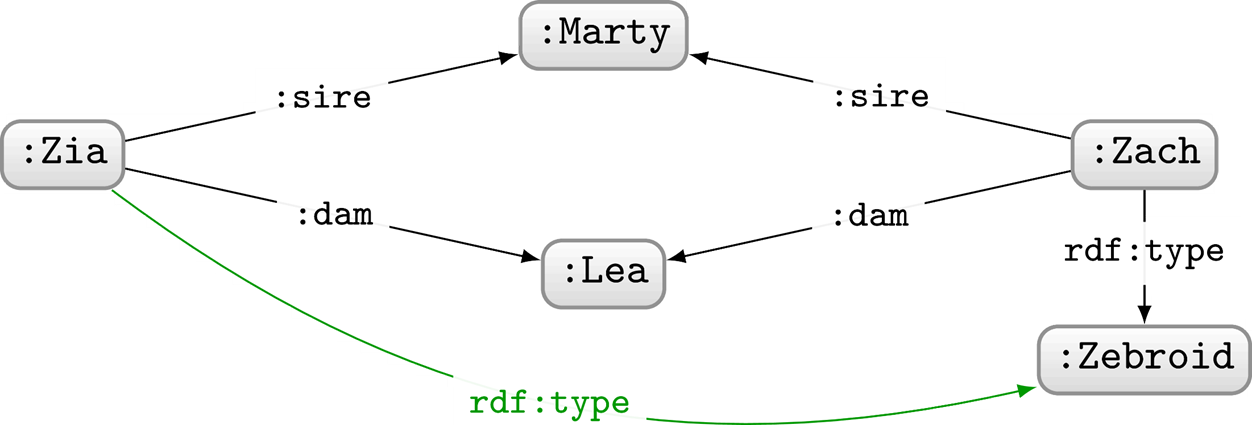 :Marty
:sire
:sire
:Zia
:Zach
:dam
:dam
rdf:type
:Lea
:Zebroid
rdf:type